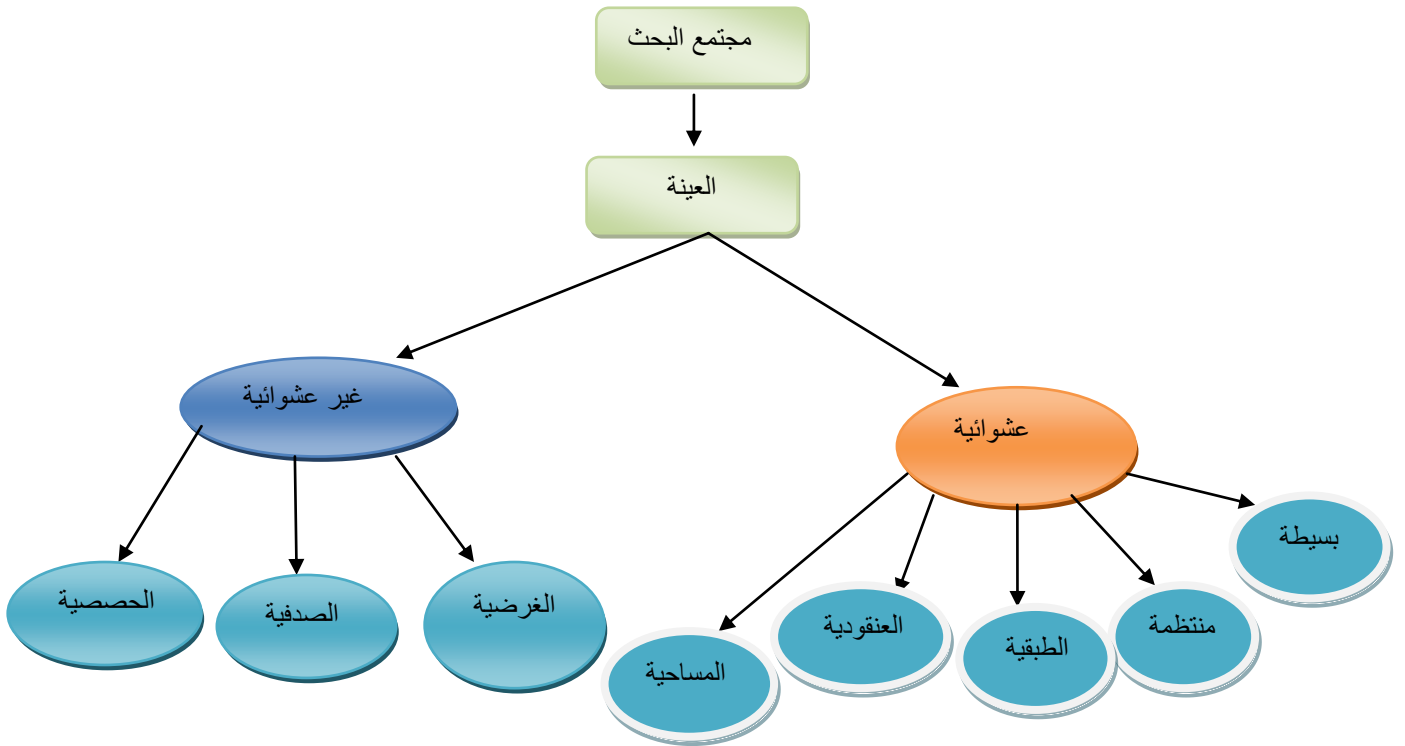 مجتمع البحث
العينة
عشوائية
غير عشوائية
بسيطة
منتظمة
الطبقية
العنقودية
المساحية
الغرضية
الصدفية
الحصصية